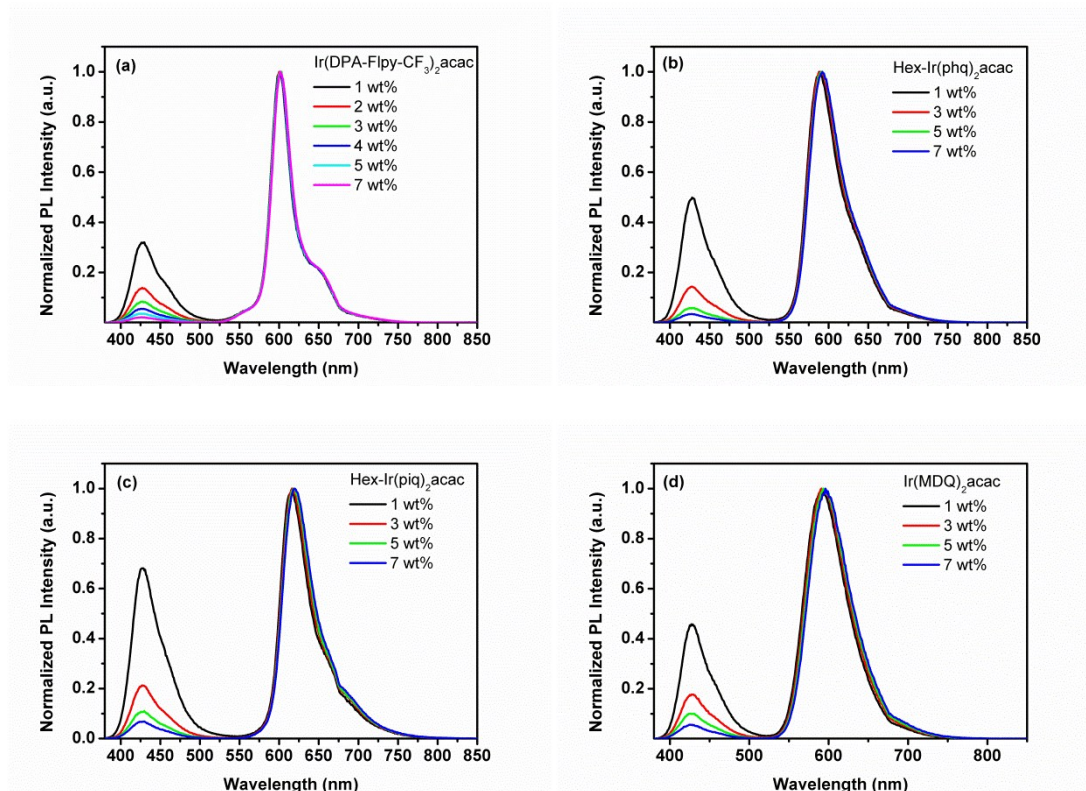 (a)
Ir(DPA-Flpy-CF₃)₂acac
1 wt%
2 wt%
3 wt%
4 wt%
5 wt%
7 wt%
Normalized PL Intensity (a.u.)
1.0
0.8
0.6
0.4
0.2
400 450 500 550 600 650 700 750 800 850
Wavelength (nm)
(b)
Hex-Ir(phq)₂acac
1 wt%
3 wt%
5 wt%
7 wt%
Normalized PL Intensity (a.u.)
1.0
0.8
0.6
0.4
0.2
400 450 500 550 600 650 700 750 800 850
Wavelength (nm)
(c)
Hex-Ir(piq)₂acac
1 wt%
3 wt%
5 wt%
7 wt%
Normalized PL Intensity (a.u.)
1.0
0.8
0.6
0.4
0.2
0.0
400 450 500 550 600 650 700 750 800 850
Wavelength (nm)
(d)
Ir(MDQ)₂acac
1 wt%
3 wt%
5 wt%
7 wt%
Normalized PL Intensity (a.u.)
1.0
0.8
0.6
0.4
0.2
400 500 600 700 800
Wavelength (nm)